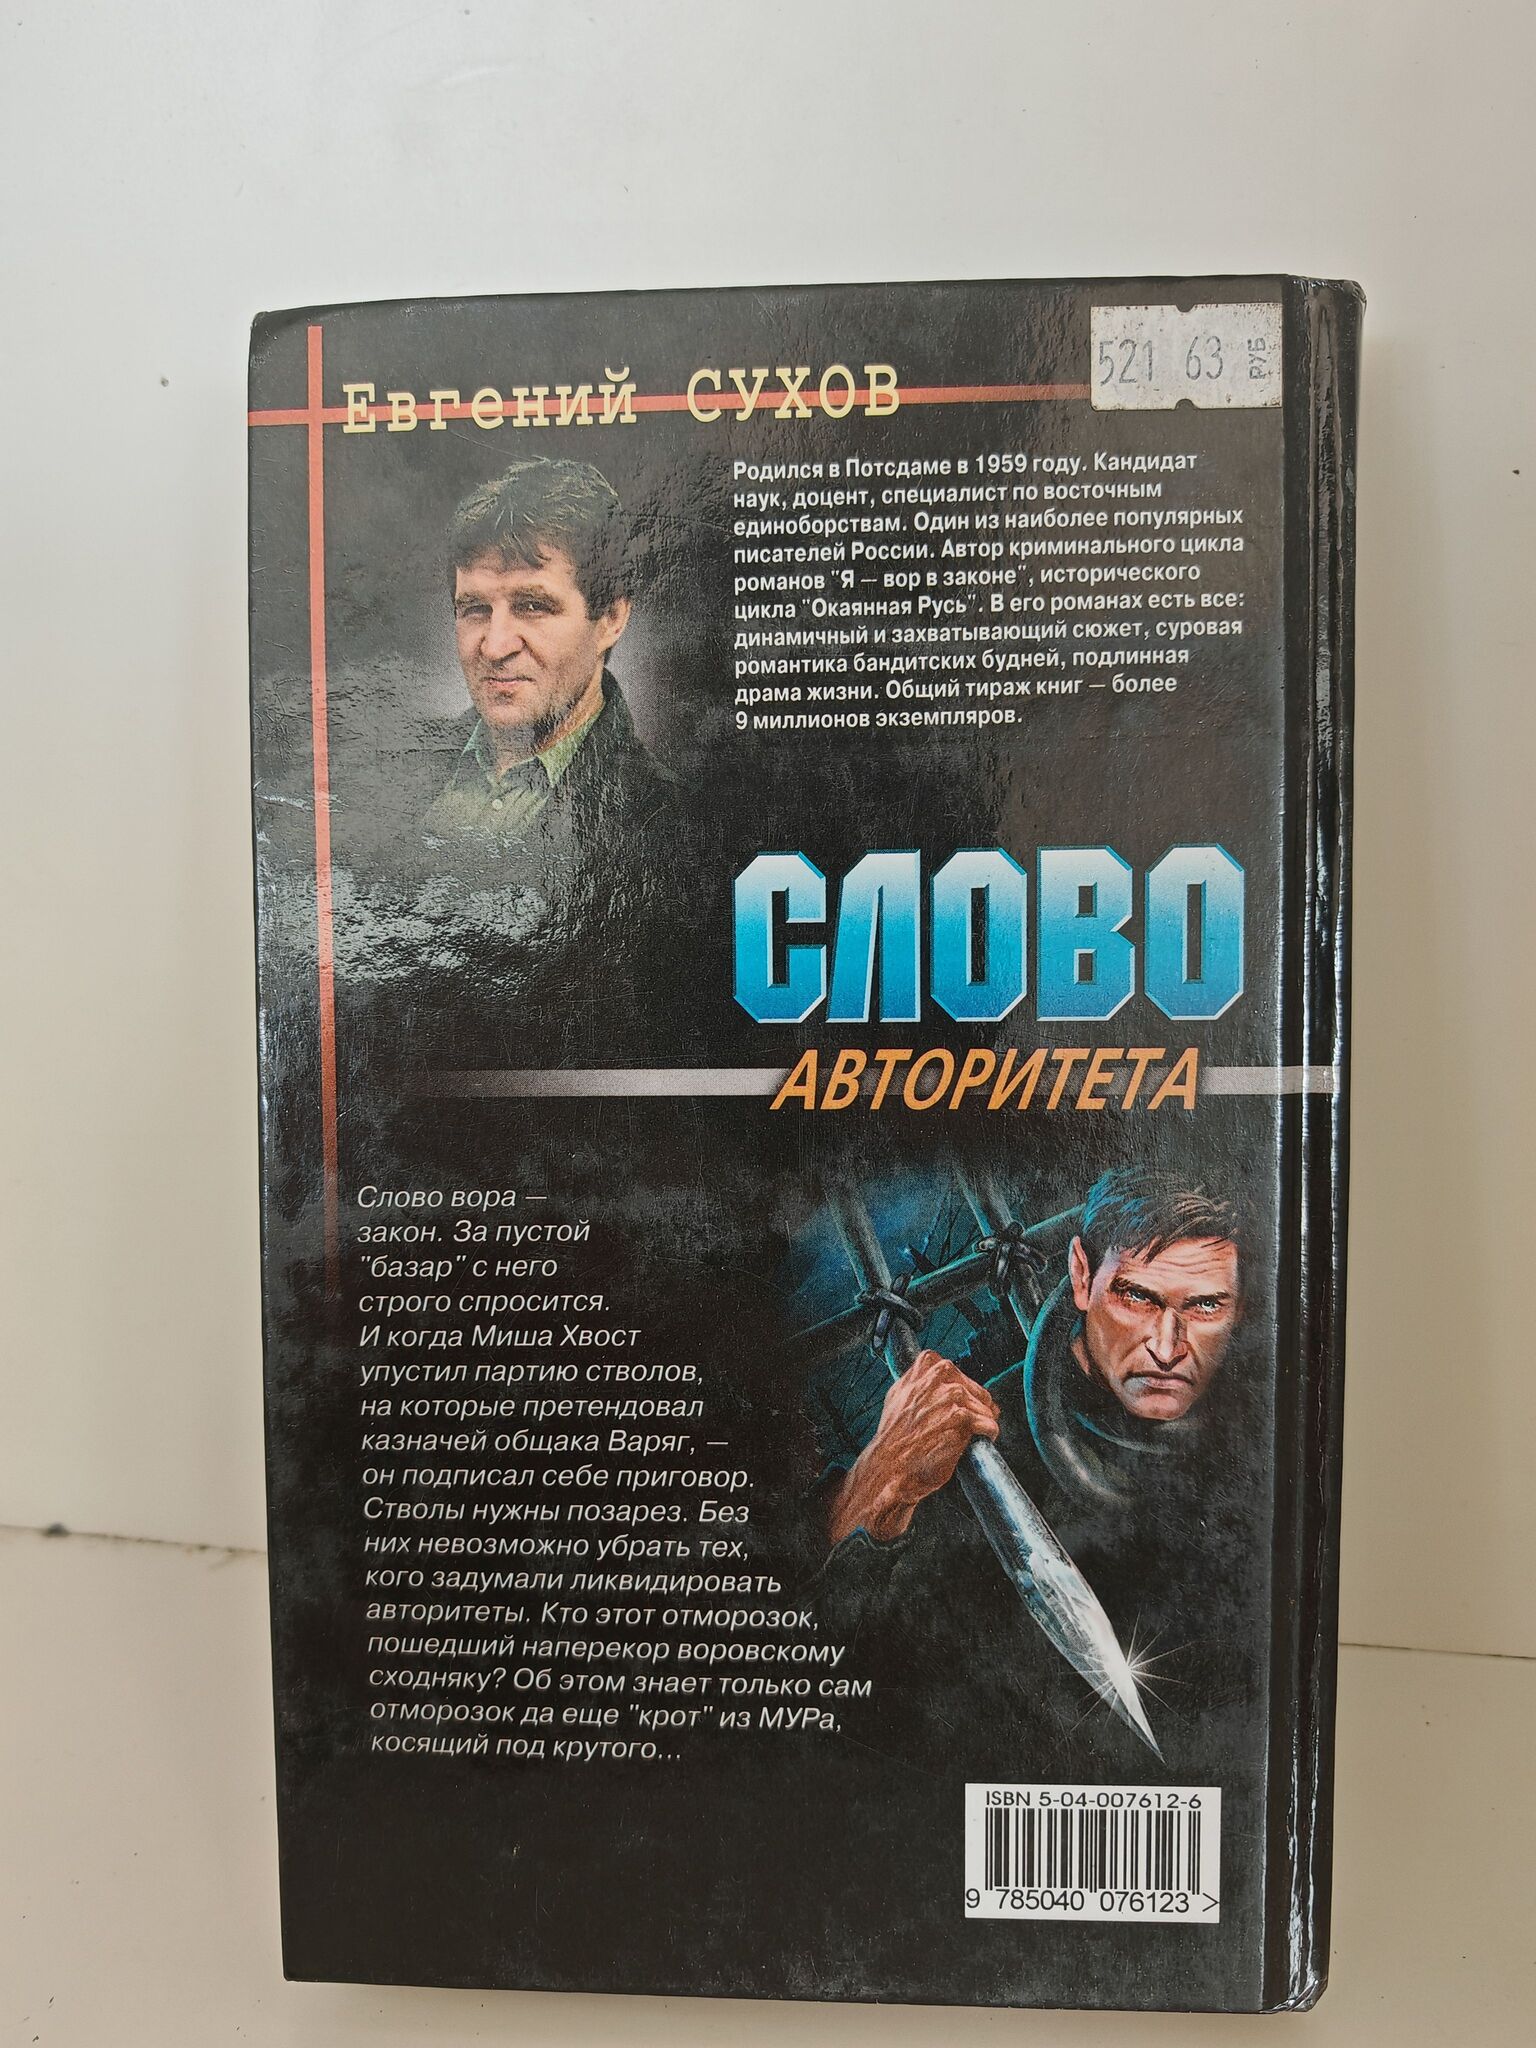 521 63 РУБ
Евгений СУХОВ
Родился в Потсдаме в 1959 году. Кандидат
наук, доцент, специалист по восточным
единоборствам. Один из наиболее популярных
писателей России. Автор криминального цикла
романов "Я — вор в законе", исторического
цикла "Окаянная Русь". В его романах есть все:
динамичный и захватывающий сюжет, суровая
романтика бандитских будней, подлинная
драма жизни. Общий тираж книг — более
9 миллионов экземпляров.
СЛОВО
АВТОРИТЕТА
Слово вора —
закон. За пустой
"базар" с него
строго спросится.
И когда Миша Хвост
упустил партию стволов,
на которые претендовал
казначей общака Варяг, —
он подписал себе приговор.
Стволы нужны позарез. Без
них невозможно убрать тех,
кого задумали ликвидировать
авторитеты. Кто этот отморозок,
пошедший наперекор воровскому
сходняку? Об этом знает только сам
отморозок да еще "крот" из МУРа,
косящий под крутого...
ISBN 5-04-007612-6
9 785040 076123 >